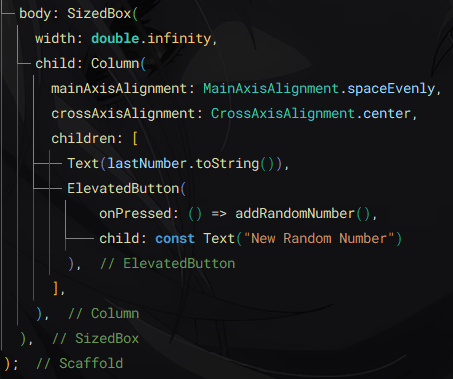 body: SizedBox(
width: double.infinity,
child: Column(
mainAxisAlignment: MainAxisAlignment.spaceEvenly,
crossAxisAlignment: CrossAxisAlignment.center,
children: [
Text(lastNumber.toString()),
ElevatedButton(
onPressed: () => addRandomNumber(),
child: const Text("New Random Number")
), // ElevatedButton
],
), // Column
), // SizedBox
); // Scaffold